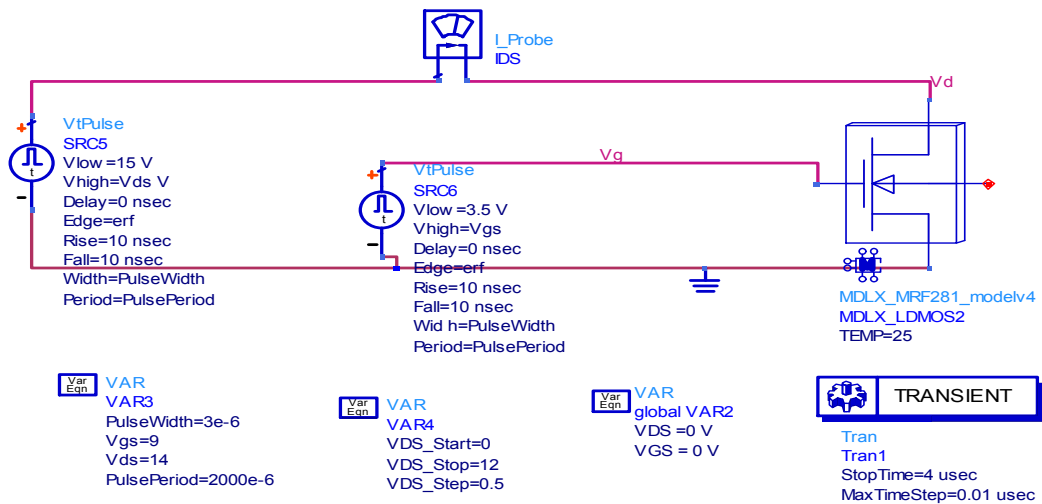 I_Probe
IDS
Vd
VtPulse
SRC5
Vlow =15 V
Vhigh=Vds V
Delay=0 nsec
Edge=erf
Rise=10 nsec
Fall=10 nsec
Width=PulseWidth
Period=PulsePeriod
t
Vg
VtPulse
SRC6
Vlow =3.5 V
Vhigh=Vgs
Delay=0 nsec
Edge=erf
Rise=10 nsec
Fall=10 nsec
Wid h=PulseWidth
Period=PulsePeriod
t
MDLX_MRF281_modelv4
MDLX_LDMOS2
TEMP=25
Var
Eqn
VAR
VAR3
PulseWidth=3e-6
Vgs=9
Vds=14
PulsePeriod=2000e-6
Var
Eqn
VAR
VAR4
VDS_Start=0
VDS_Stop=12
VDS_Step=0.5
Var
Eqn
VAR
global VAR2
VDS =0 V
VGS = 0 V
TRANSIENT
Tran
Tran1
StopTime=4 usec
MaxTimeStep=0.01 usec